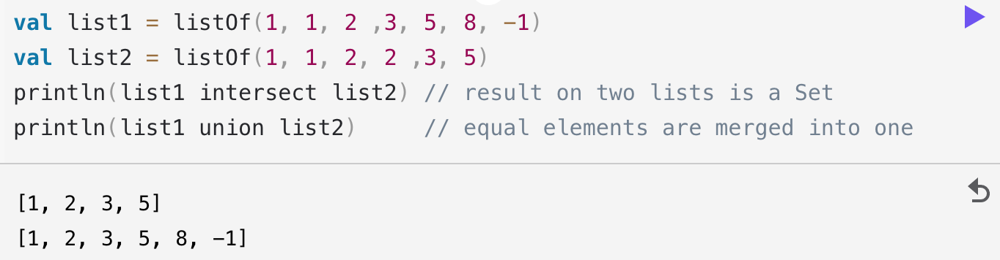 val list1 = listOf(1, 1, 2 ,3, 5, 8, −1)
val list2 = listOf(1, 1, 2, 2 ,3, 5)
println(list1 intersect list2) // result on two lists is a Set
println(list1 union list2)     // equal elements are merged into one
[1, 2, 3, 5]
[1, 2, 3, 5, 8, −1]